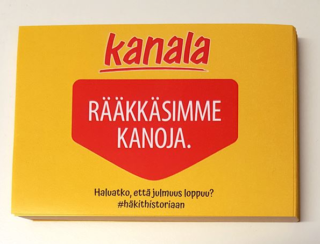 kanala
RÄÄKKÄSIMME
KANOJA.
Haluatko, että julmuus loppuu?
#häkithistoriaan